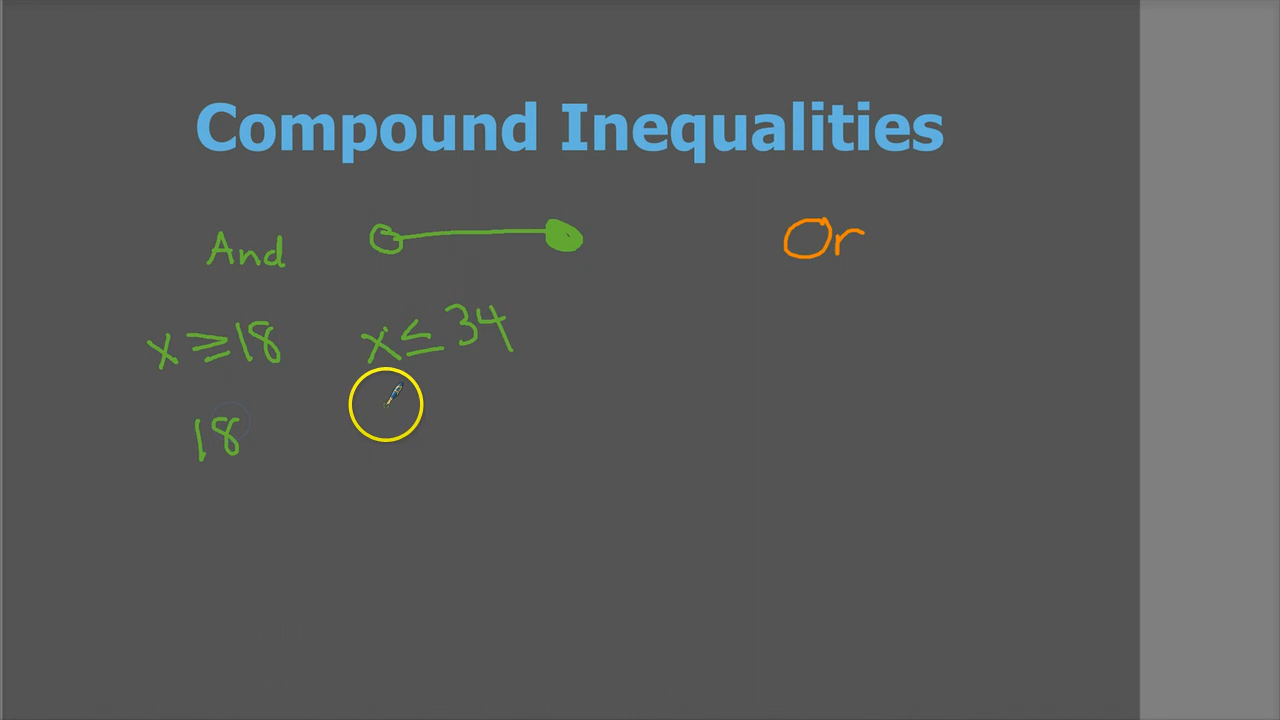 Compound Inequalities
And Or
x ≥ 18 x ≤ 34
18